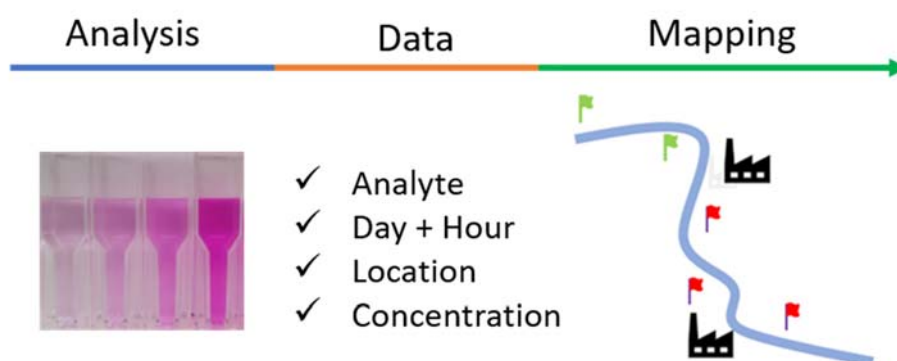 Analysis
Data
Mapping
✓ Analyte
✓ Day + Hour
✓ Location
✓ Concentration